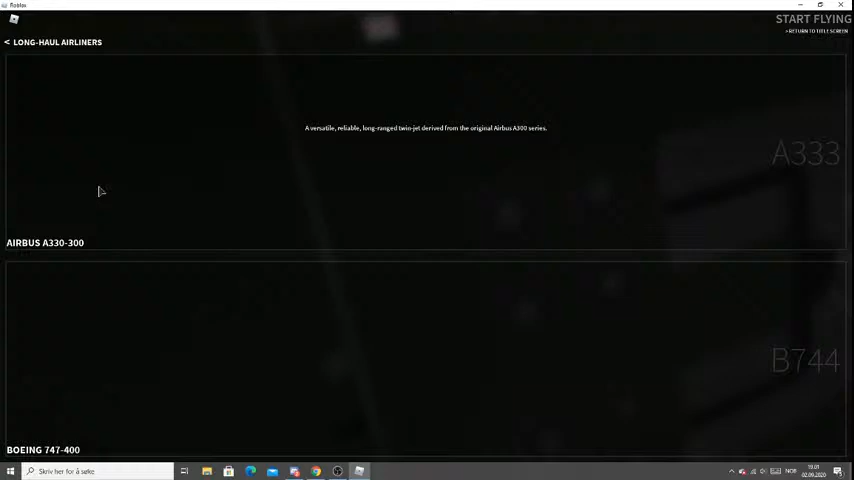 Roblox
START FLYING
> RETURN TO TITLE SCREEN
< LONG-HAUL AIRLINERS
A versatile, reliable, long-ranged twin-jet derived from the original Airbus A300 series.
A333
AIRBUS A330-300
B744
BOEING 747-400
Skriv her for å søke
NOB
19.01
02.09.2020